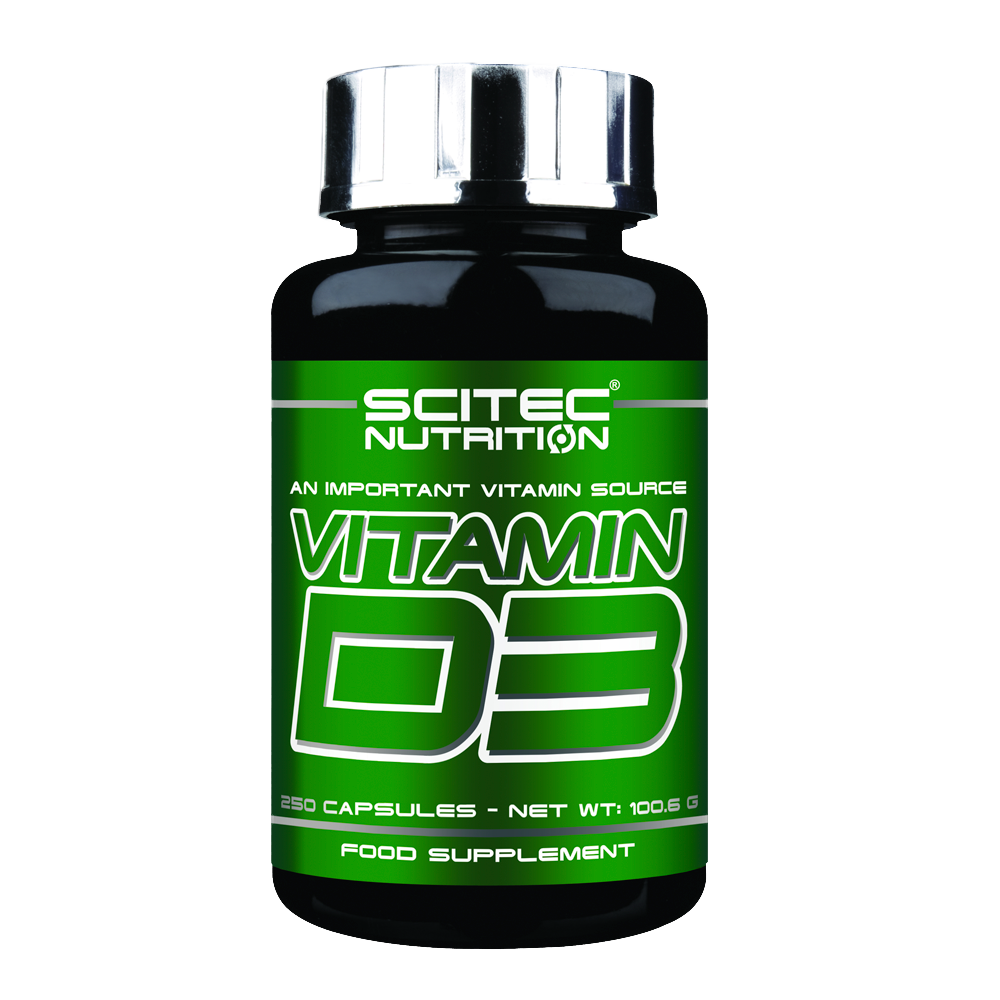 SCITEC®
NUTRITION
AN IMPORTANT VITAMIN SOURCE
VITAMIN
D3
250 CAPSULES - NET WT: 100.6 G
FOOD SUPPLEMENT